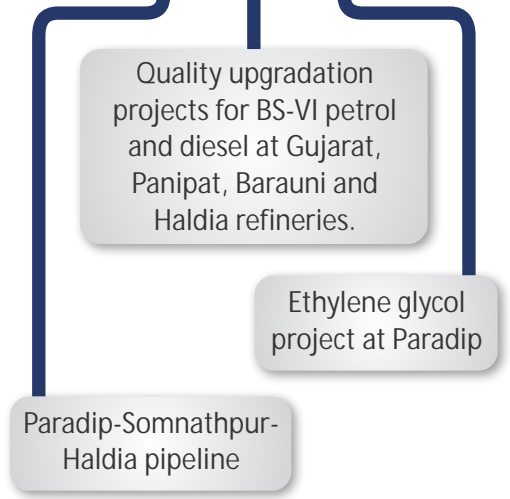 Quality upgradation
projects for BS-VI petrol
and diesel at Gujarat,
Panipat, Barauni and
Haldia refineries.
Ethylene glycol
project at Paradip
Paradip-Somnathpur-
Haldia pipeline